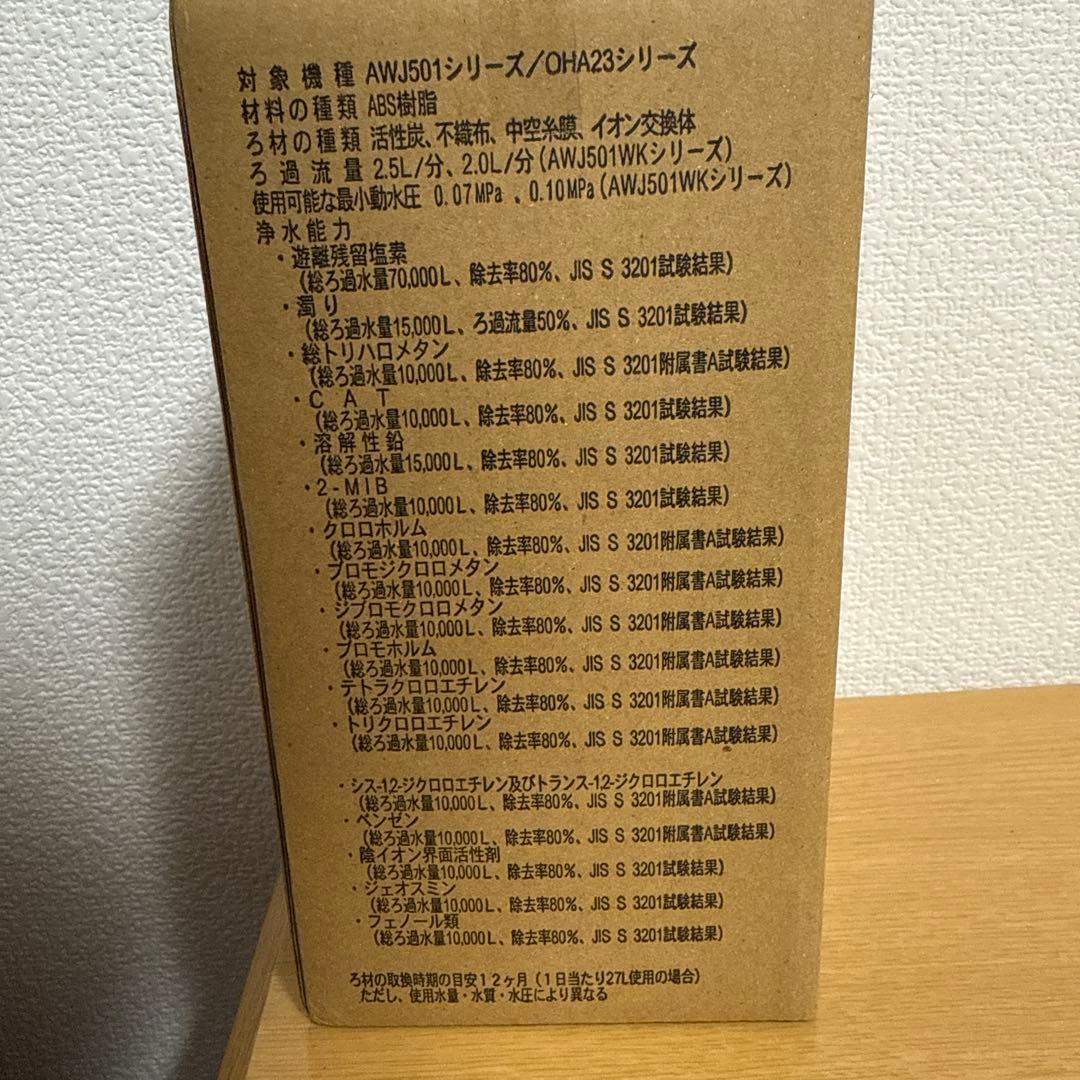 対象機種 AWJ501シリーズ/OHA23シリーズ
材料の種類 ABS樹脂
ろ材の種類 活性炭、不織布、中空糸膜、イオン交換体
ろ過流量 2.5L/分、2.0L/分(AWJ501WKシリーズ)
使用可能な最小動水圧 0.07MPa、0.10MPa(AWJ501WKシリーズ)
浄水能力
・遊離残留塩素
(総ろ過水量70,000L、除去率80%、JIS S 3201試験結果)
・濁り
(総ろ過水量15,000L、ろ過流量50%、JIS S 3201試験結果)
・総トリハロメタン
(総ろ過水量10,000L、除去率80%、JIS S 3201附属書A試験結果)
・CAT
(総ろ過水量10,000L、除去率80%、JIS S 3201試験結果)
・溶解性鉛
(総ろ過水量15,000L、除去率80%、JIS S 3201試験結果)
・2-MIB
(総ろ過水量10,000L、除去率80%、JIS S 3201試験結果)
・クロロホルム
(総ろ過水量10,000L、除去率80%、JIS S 3201附属書A試験結果)
・ブロモジクロロメタン
(総ろ過水量10,000L、除去率80%、JIS S 3201附属書A試験結果)
・ジブロモクロロメタン
(総ろ過水量10,000L、除去率80%、JIS S 3201附属書A試験結果)
・ブロモホルム
(総ろ過水量10,000L、除去率80%、JIS S 3201附属書A試験結果)
・テトラクロロエチレン
(総ろ過水量10,000L、除去率80%、JIS S 3201附属書A試験結果)
・トリクロロエチレン
(総ろ過水量10,000L、除去率80%、JIS S 3201附属書A試験結果)
・シス-1,2-ジクロロエチレン及びトランス-1,2-ジクロロエチレン
(総ろ過水量10,000L、除去率80%、JIS S 3201附属書A試験結果)
・ベンゼン
(総ろ過水量10,000L、除去率80%、JIS S 3201附属書A試験結果)
・陰イオン界面活性剤
(総ろ過水量10,000L、除去率80%、JIS S 3201試験結果)
・ジェオスミン
(総ろ過水量10,000L、除去率80%、JIS S 3201試験結果)
・フェノール類
(総ろ過水量10,000L、除去率80%、JIS S 3201試験結果)
ろ材の取換時期の目安12ヶ月(1日当たり27L使用の場合)
ただし、使用水量・水質・水圧により異なる